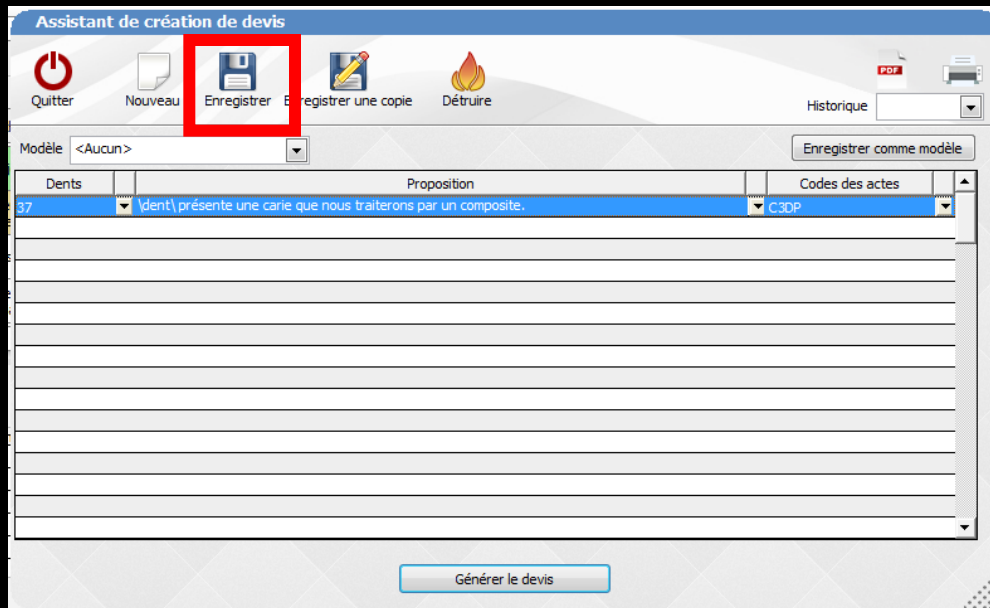 Assistant de création de devis
Quitter
Nouveau
Enregistrer
Enregistrer une copie
Détruire
PDF
Historique
Modèle
<Aucun>
Enregistrer comme modèle
Dents
Proposition
Codes des actes
37
\dent\ présente une carie que nous traiterons par un composite.
C3DP
Générer le devis